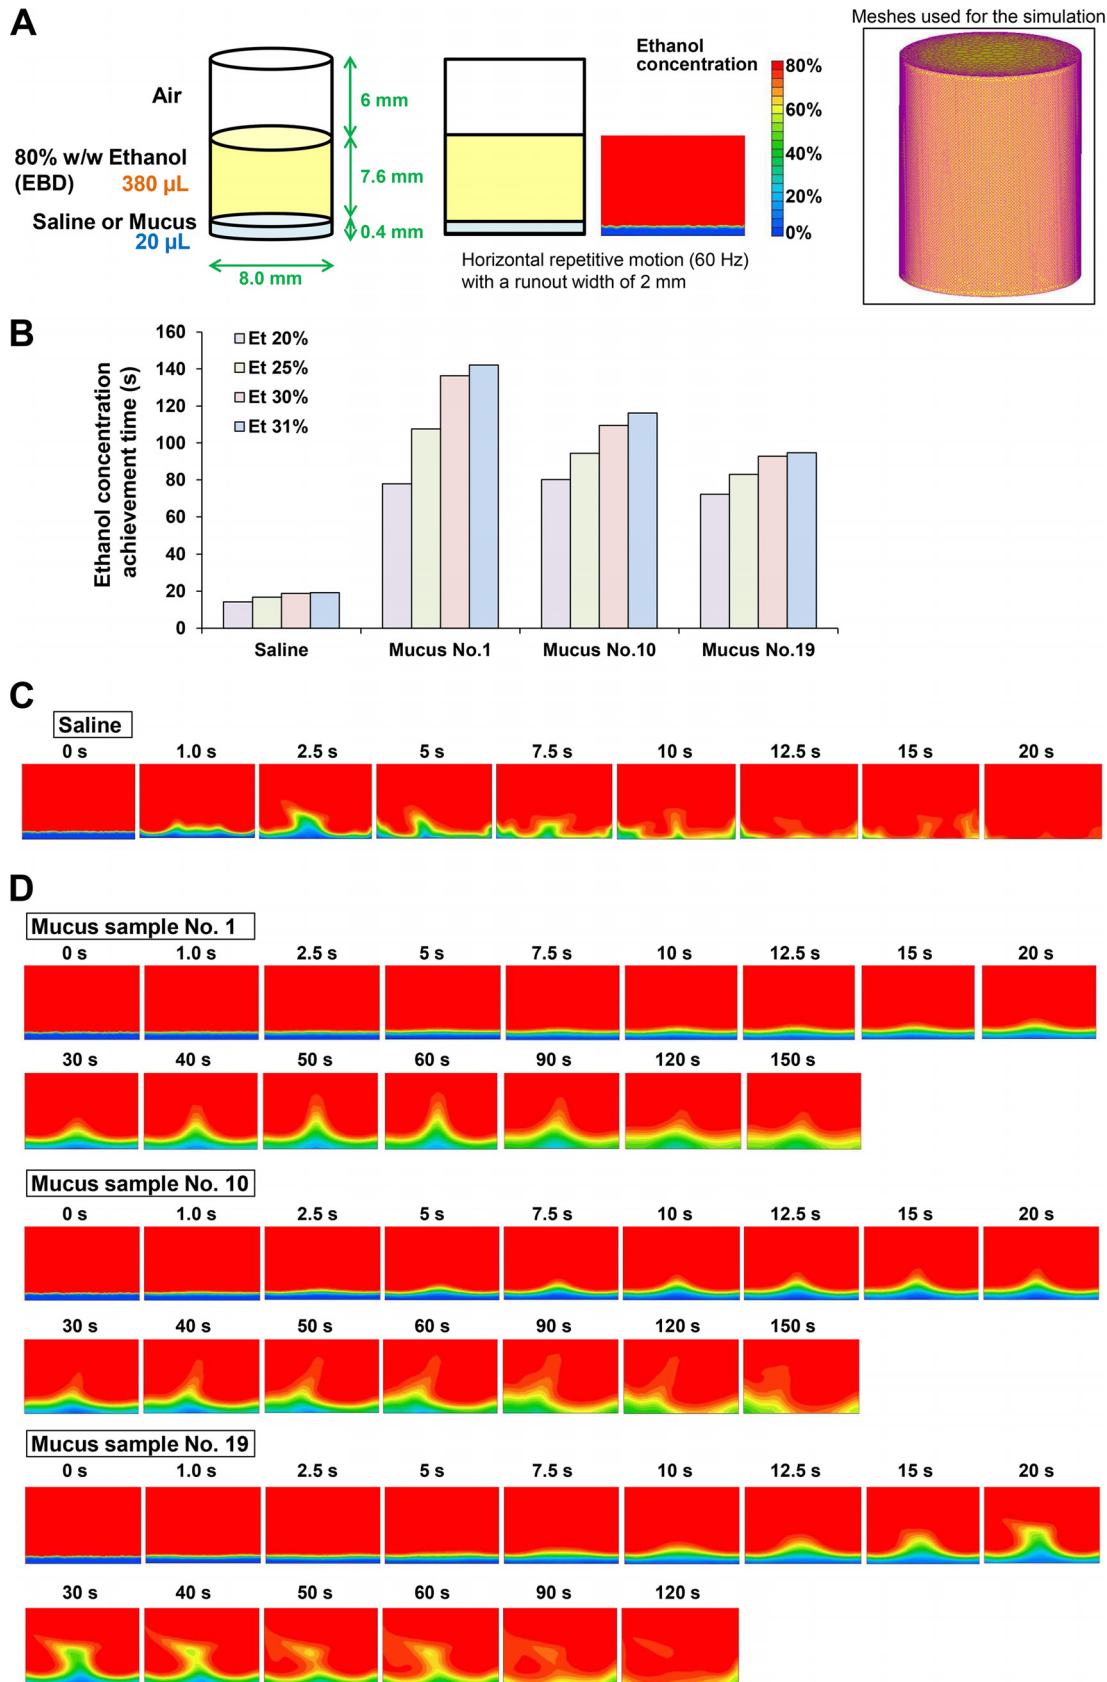 A
Meshes used for the simulation
Ethanol
concentration
Air
6 mm
80% w/w Ethanol
(EBD) 380 µL
7.6 mm
Saline or Mucus
20 µL
0.4 mm
8.0 mm
80%
60%
40%
20%
0%
Horizontal repetitive motion (60 Hz)
with a runout width of 2 mm
B
Ethanol concentration
achievement time (s)
160
140
120
100
80
60
40
20
0
Et 20%
Et 25%
Et 30%
Et 31%
Saline Mucus No.1 Mucus No.10 Mucus No.19
C
Saline
0 s 1.0 s 2.5 s 5 s 7.5 s 10 s 12.5 s 15 s 20 s
D
Mucus sample No. 1
0 s 1.0 s 2.5 s 5 s 7.5 s 10 s 12.5 s 15 s 20 s
30 s 40 s 50 s 60 s 90 s 120 s 150 s
Mucus sample No. 10
0 s 1.0 s 2.5 s 5 s 7.5 s 10 s 12.5 s 15 s 20 s
30 s 40 s 50 s 60 s 90 s 120 s 150 s
Mucus sample No. 19
0 s 1.0 s 2.5 s 5 s 7.5 s 10 s 12.5 s 15 s 20 s
30 s 40 s 50 s 60 s 90 s 120 s